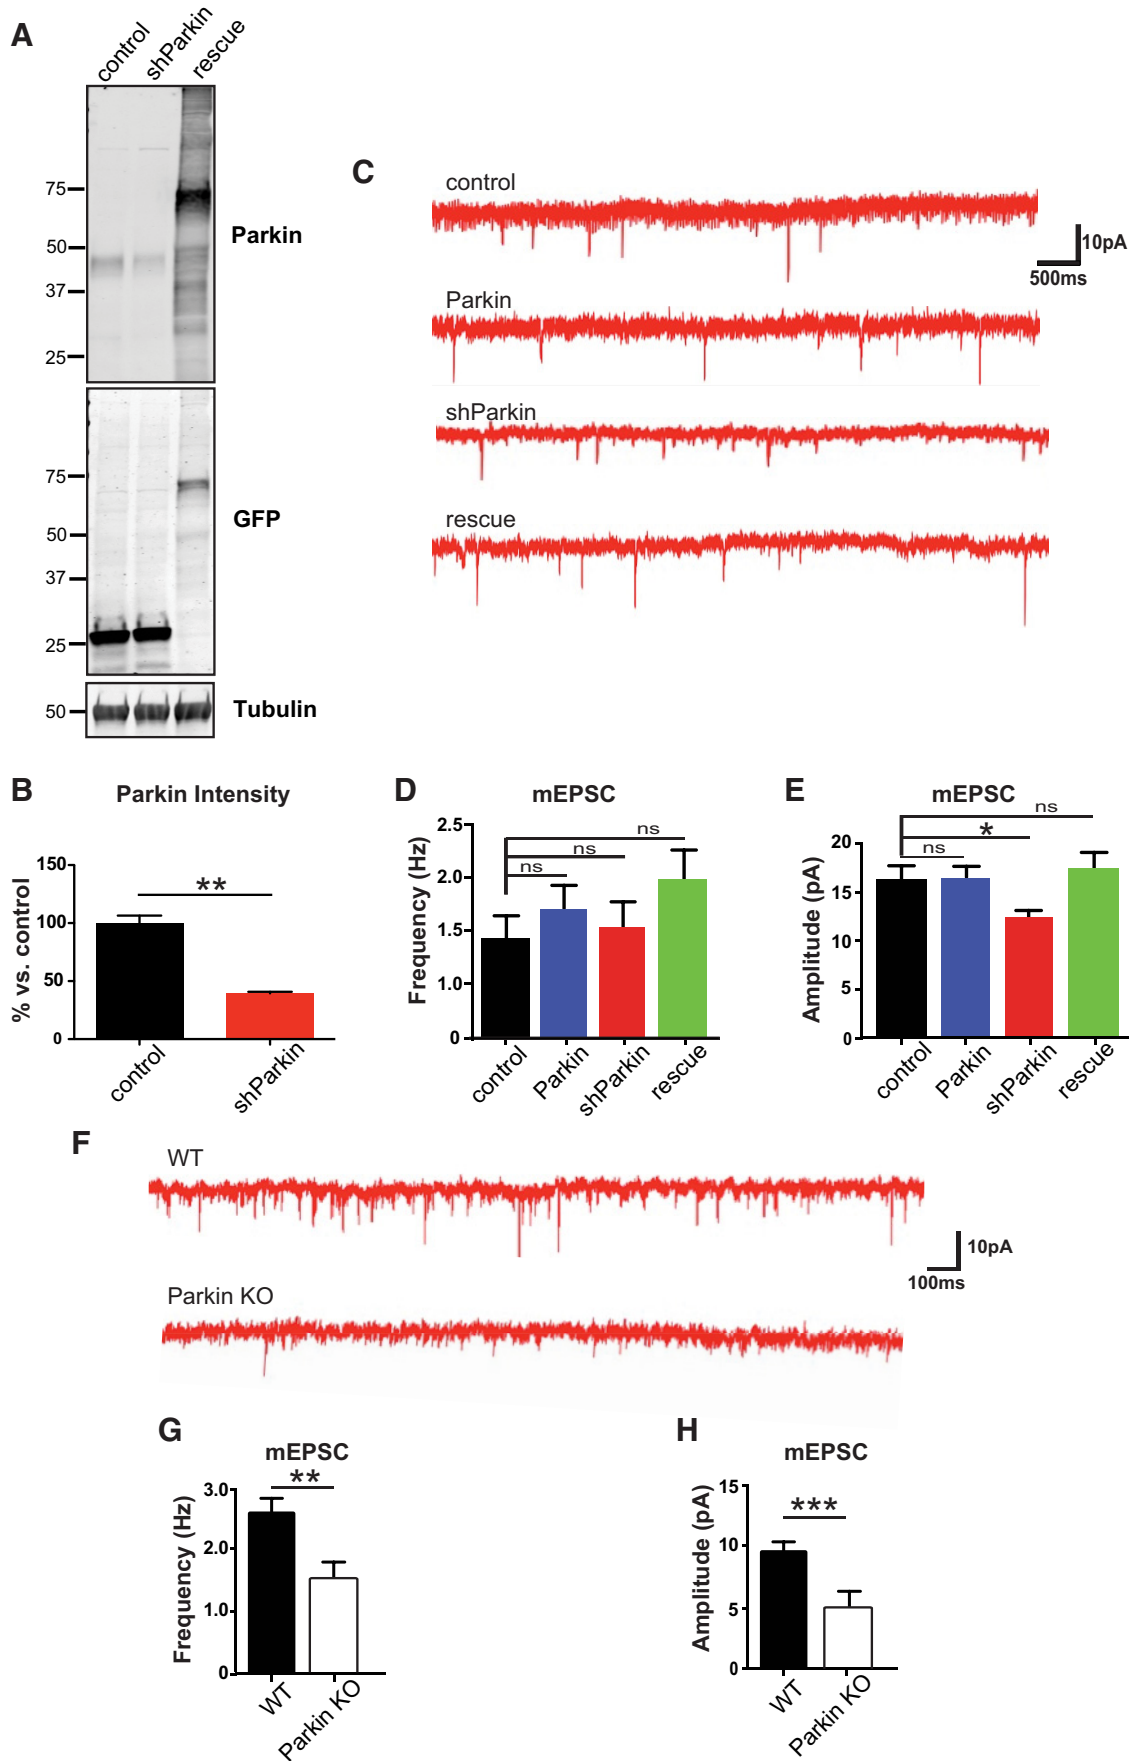 A
control
shParkin
rescue
75
50
37
25
Parkin
75
50
37
25
GFP
50
Tubulin
C
control
10pA
500ms
Parkin
shParkin
rescue
B
Parkin Intensity
% vs. control
150
100
50
0
**
control
shParkin
D
mEPSC
Frequency (Hz)
2.5
2.0
1.5
1.0
0
ns
ns
ns
control
Parkin
shParkin
rescue
E
mEPSC
Amplitude (pA)
20
15
10
5
0
ns
*
ns
control
Parkin
shParkin
rescue
F
WT
10pA
100ms
Parkin KO
G
mEPSC
Frequency (Hz)
3.0
2.0
1.0
0
**
WT
Parkin KO
H
mEPSC
Amplitude (pA)
15
10
5
0
***
WT
Parkin KO